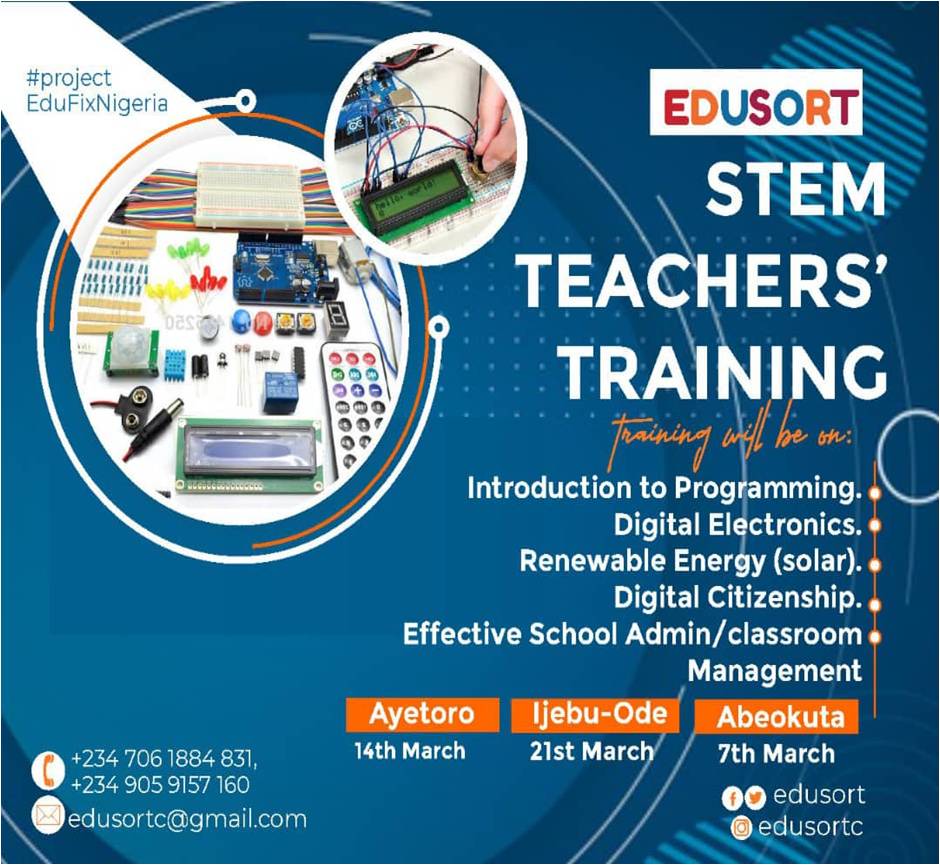 #project
EduFixNigeria
hello, world!
EDUSORT
STEM
TEACHERS'
TRAINING
training will be on:
Introduction to Programming.
Digital Electronics.
Renewable Energy (solar).
Digital Citizenship.
Effective School Admin/classroom
Management
Ayetoro
14th March
Ijebu-Ode
21st March
Abeokuta
7th March
+234 706 1884 831,
+234 905 9157 160
edusortc@gmail.com
edusort
edusortc